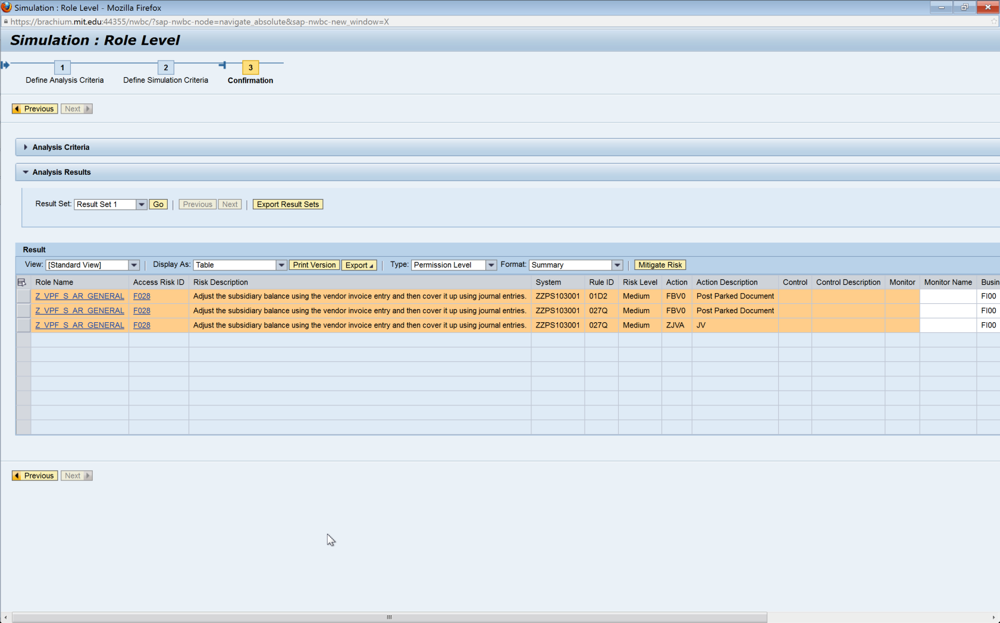 Simulation : Role Level - Mozilla Firefox
https://brachium.mit.edu:44355/nwbc/?sap-nwbc-node=navigate_absolute&sap-nwbc-new_window=X
Simulation : Role Level
1 2 3
Define Analysis Criteria Define Simulation Criteria Confirmation
Previous Next
Analysis Criteria
Analysis Results
Result Set: Result Set 1 Go | Previous Next | Export Result Sets
Result
View: [Standard View] | Display As: Table Print Version Export | Type: Permission Level Format: Summary | Mitigate Risk
Role Name Access Risk ID Risk Description System Rule ID Risk Level Action Action Description Control Control Description Monitor Monitor Name Busin
Z_VPF_S_AR_GENERAL F028 Adjust the subsidiary balance using the vendor invoice entry and then cover it up using journal entries. ZZPS103001 01D2 Medium FBV0 Post Parked Document FI00
Z_VPF_S_AR_GENERAL F028 Adjust the subsidiary balance using the vendor invoice entry and then cover it up using journal entries. ZZPS103001 027Q Medium FBV0 Post Parked Document FI00
Z_VPF_S_AR_GENERAL F028 Adjust the subsidiary balance using the vendor invoice entry and then cover it up using journal entries. ZZPS103001 027Q Medium ZJVA JV FI00
Previous Next